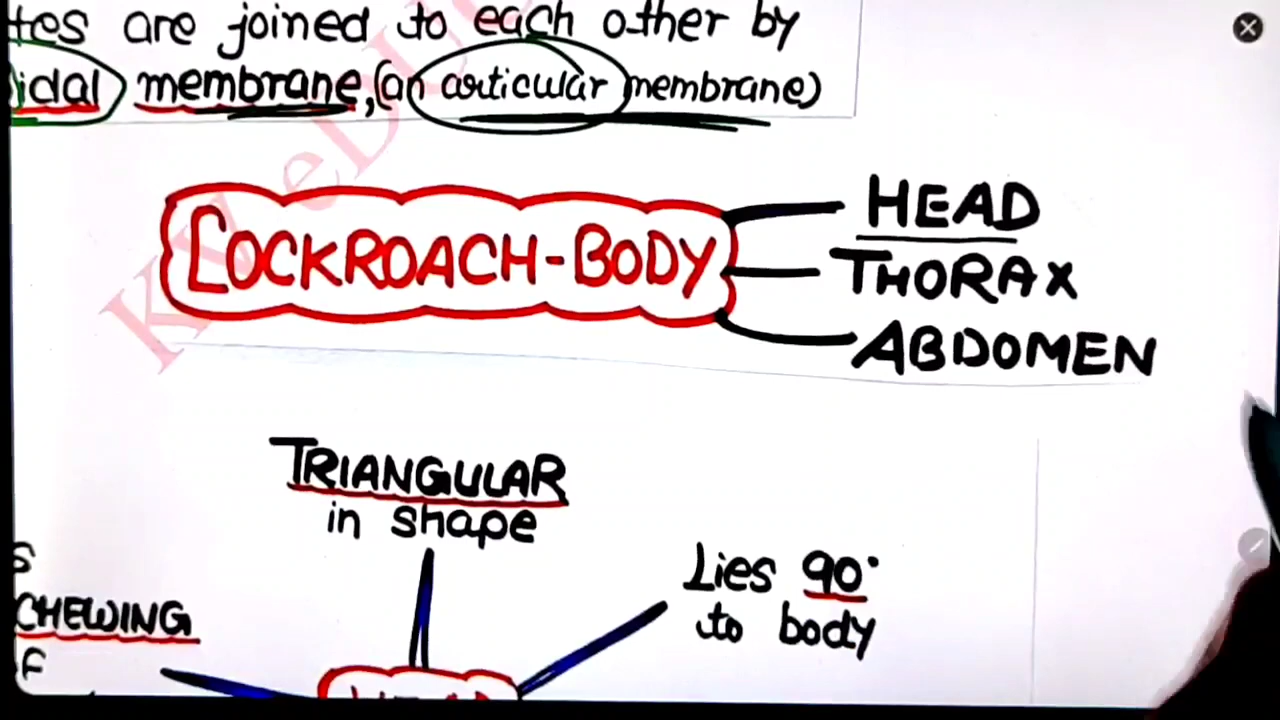 tes are joined to each other by
idal membrane, (an articular membrane)
COCKROACH-BODY
HEAD
THORAX
ABDOMEN
TRIANGULAR
in shape
Lies 90°
to body
S
CHEWING
F
HEAD